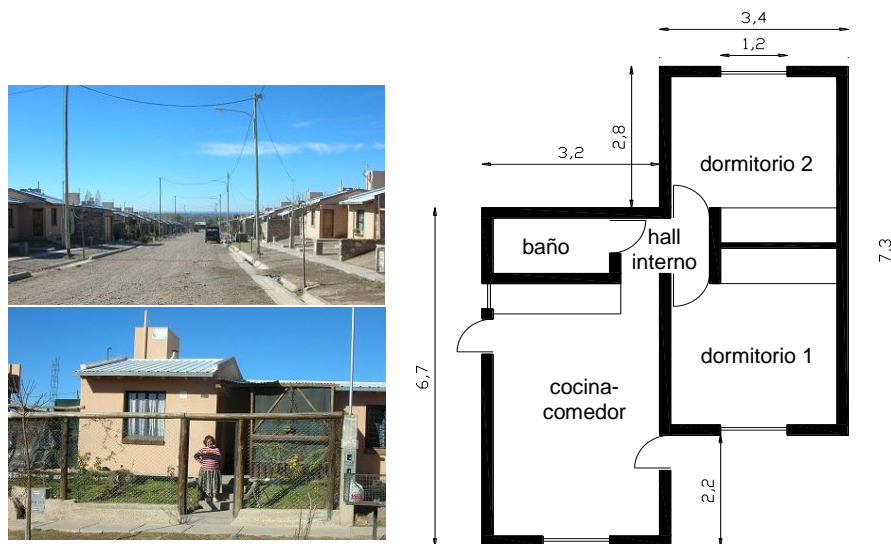 3,4
1,2
3,2
2,8
dormitorio 2
baño
hall
interno
7,3
6,7
dormitorio 1
cocina-
comedor
2,2